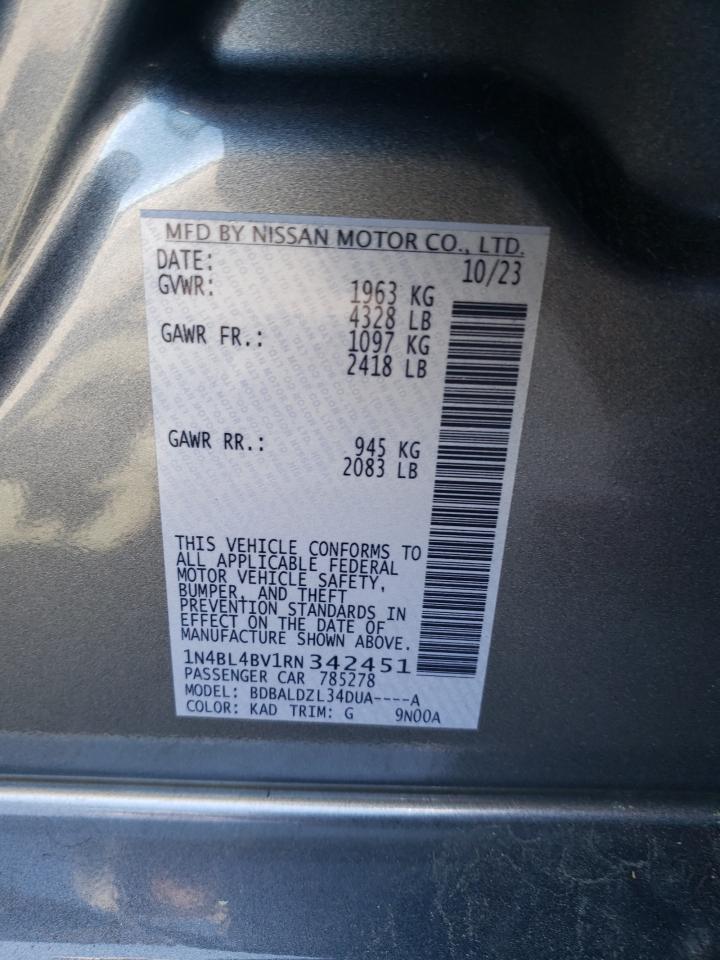 MFD BY NISSAN MOTOR CO., LTD.
DATE: 10/23
GVWR: 1963 KG
4328 LB
GAWR FR.: 1097 KG
2418 LB
GAWR RR.: 945 KG
2083 LB
THIS VEHICLE CONFORMS TO
ALL APPLICABLE FEDERAL
MOTOR VEHICLE SAFETY,
BUMPER, AND THEFT
PREVENTION STANDARDS IN
EFFECT ON THE DATE OF
MANUFACTURE SHOWN ABOVE.
1N4BL4BV1RN342451
PASSENGER CAR 785278
MODEL: BDBALDZL34DUA----A
COLOR: KAD TRIM: G 9N00A